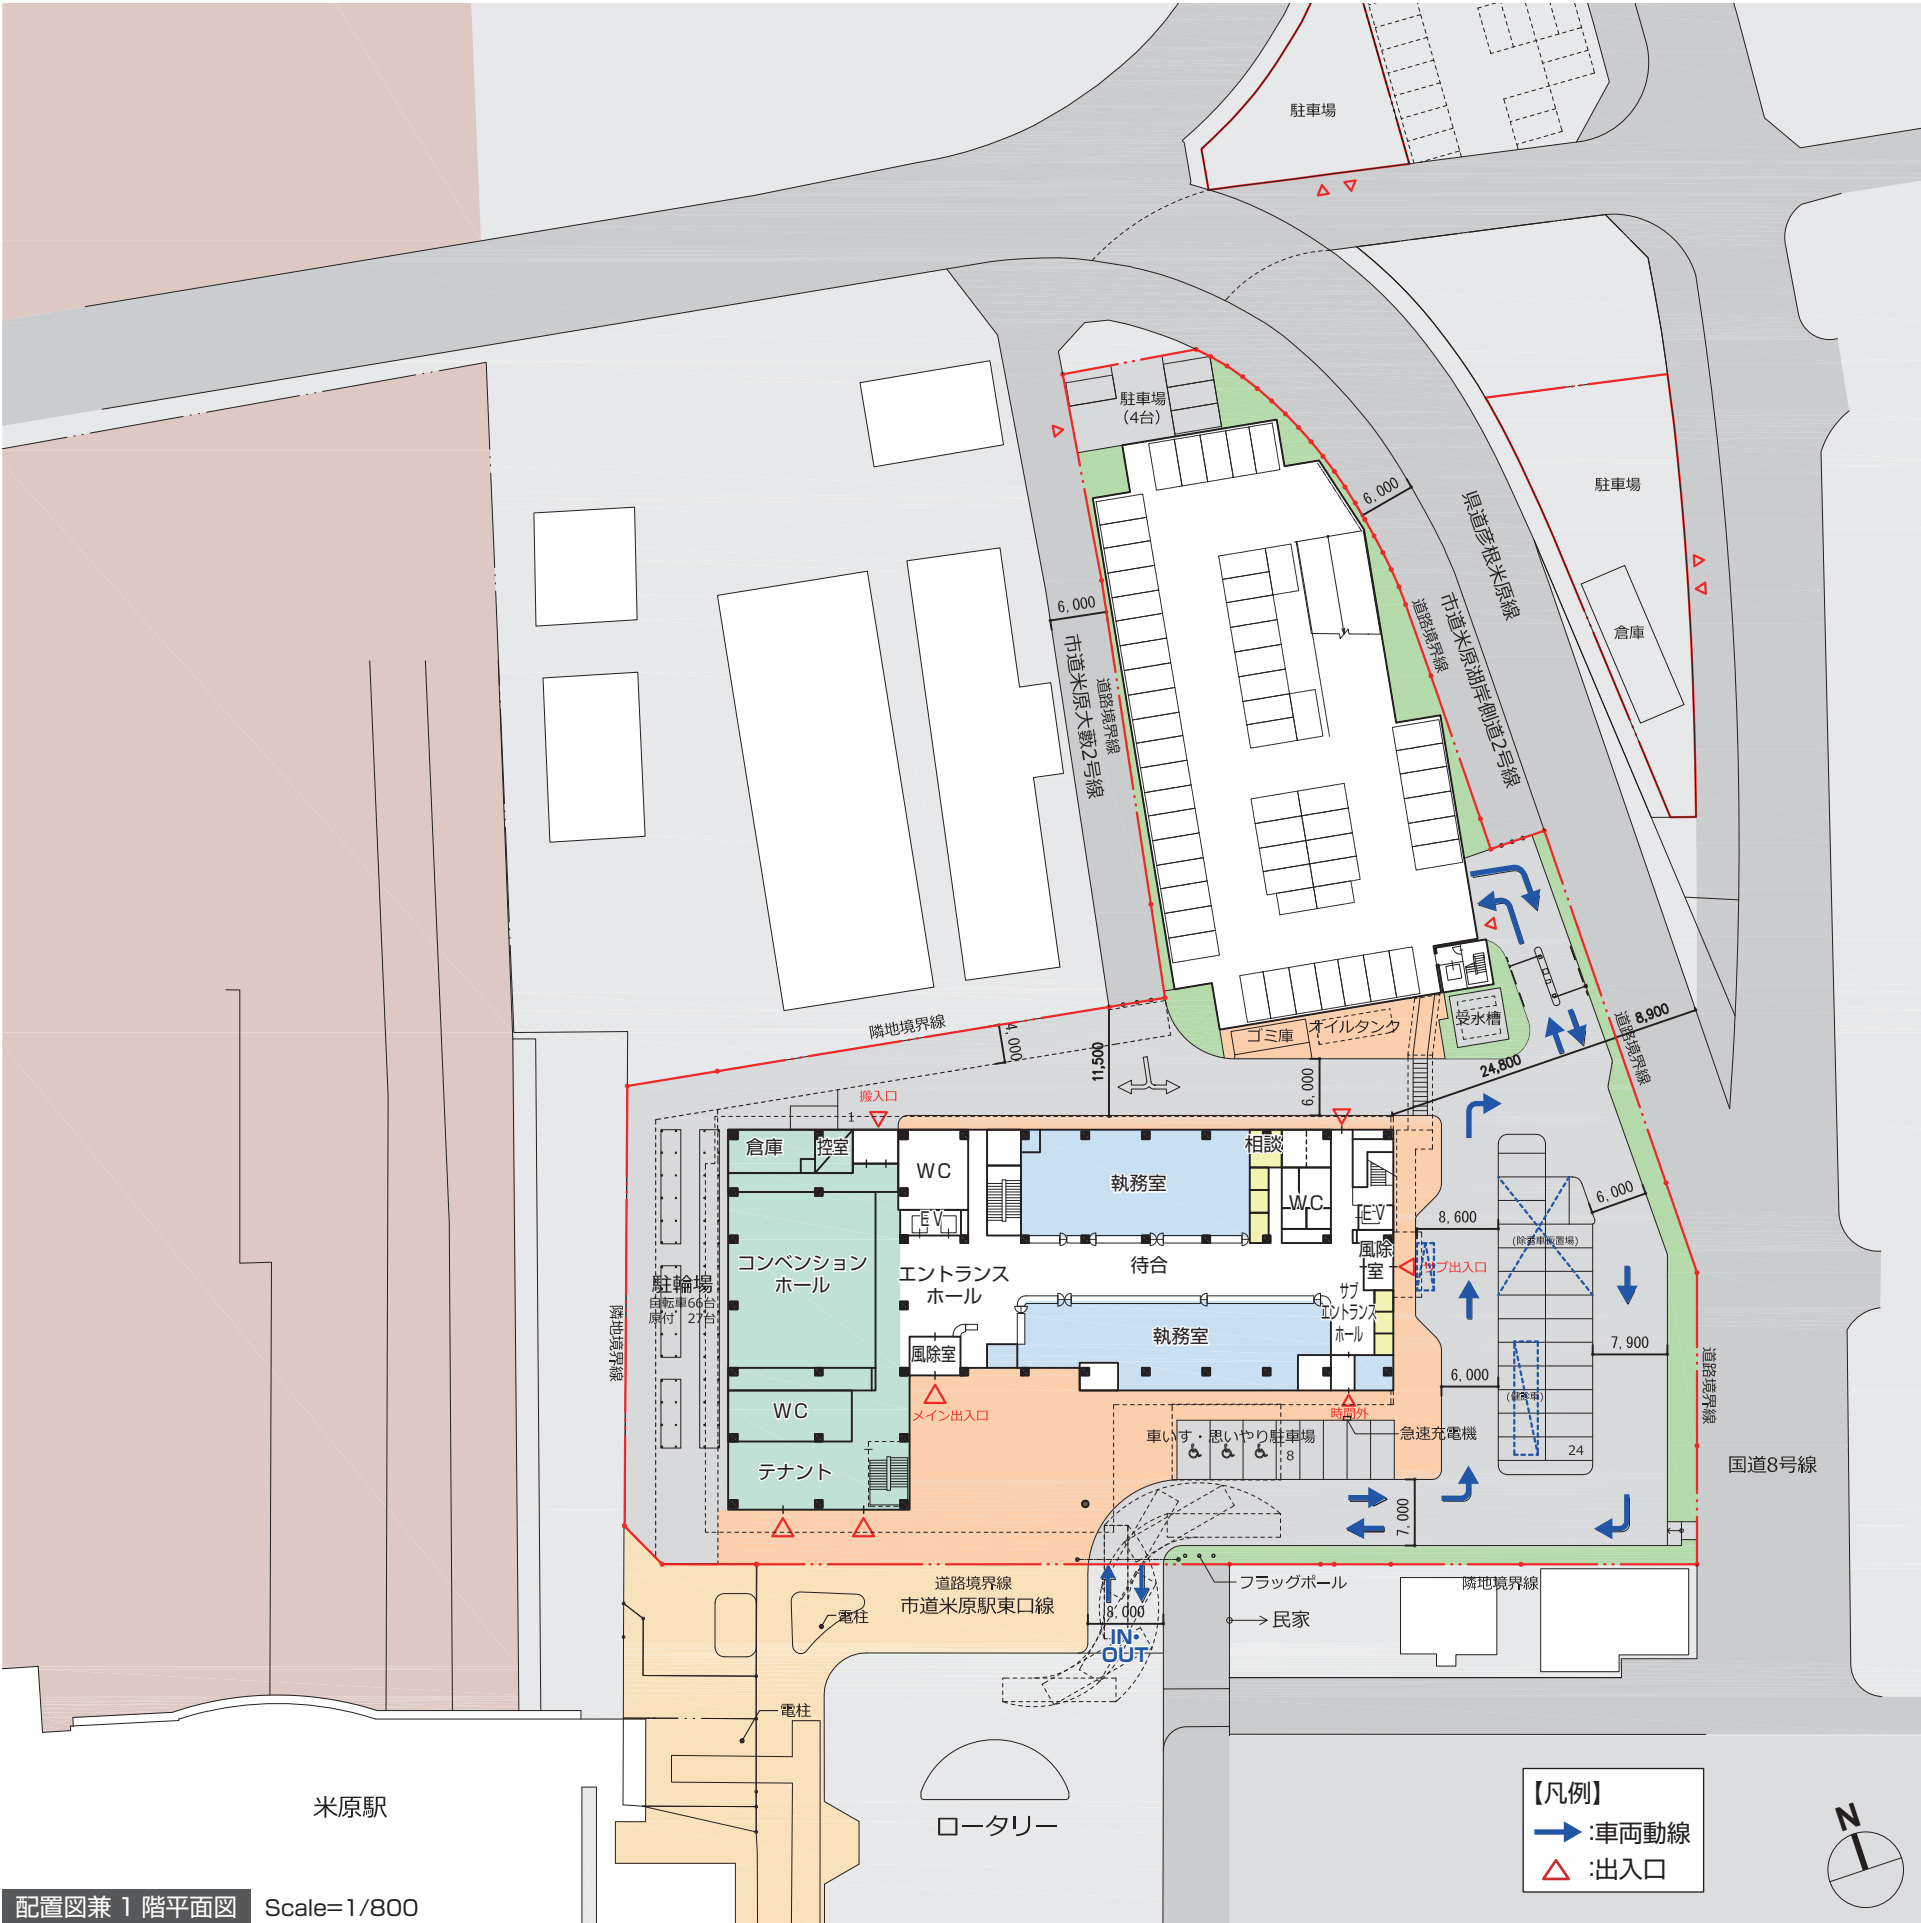 駐車場
駐車場
(4台)
6,000
県道彦根米原線
駐車場
6,000
市道米原大藪2号線
道路境界線
道路境界線
市道米原湖岸側道2号線
倉庫
隣地境界線
4,000
11,500
ゴミ庫
オイルタンク
受水槽
6,000
道路境界線
8,900
24,800
搬入口
1
倉庫
控室
WC
EV
執務室
相談
WC
EV
6,000
8,600
(除雪車仮置場)
コンベンション
ホール
エントランス
ホール
待合
風除
室
サブ出入口
サブ
エントランス
ホール
駐輪場
自転車66台
原付 27台
隣地境界線
風除室
執務室
7,900
6,000
道路境界線
WC
メイン出入口
時間外
車いす・思いやり駐車場
8
急速充電機
24
テナント
国道8号線
7,000
道路境界線
市道米原駅東口線
電柱
フラッグポール
隣地境界線
8,000
民家
IN・
OUT
電柱
米原駅
ロータリー
【凡例】
:車両動線
:出入口
N
配置図兼1階平面図 Scale=1/800